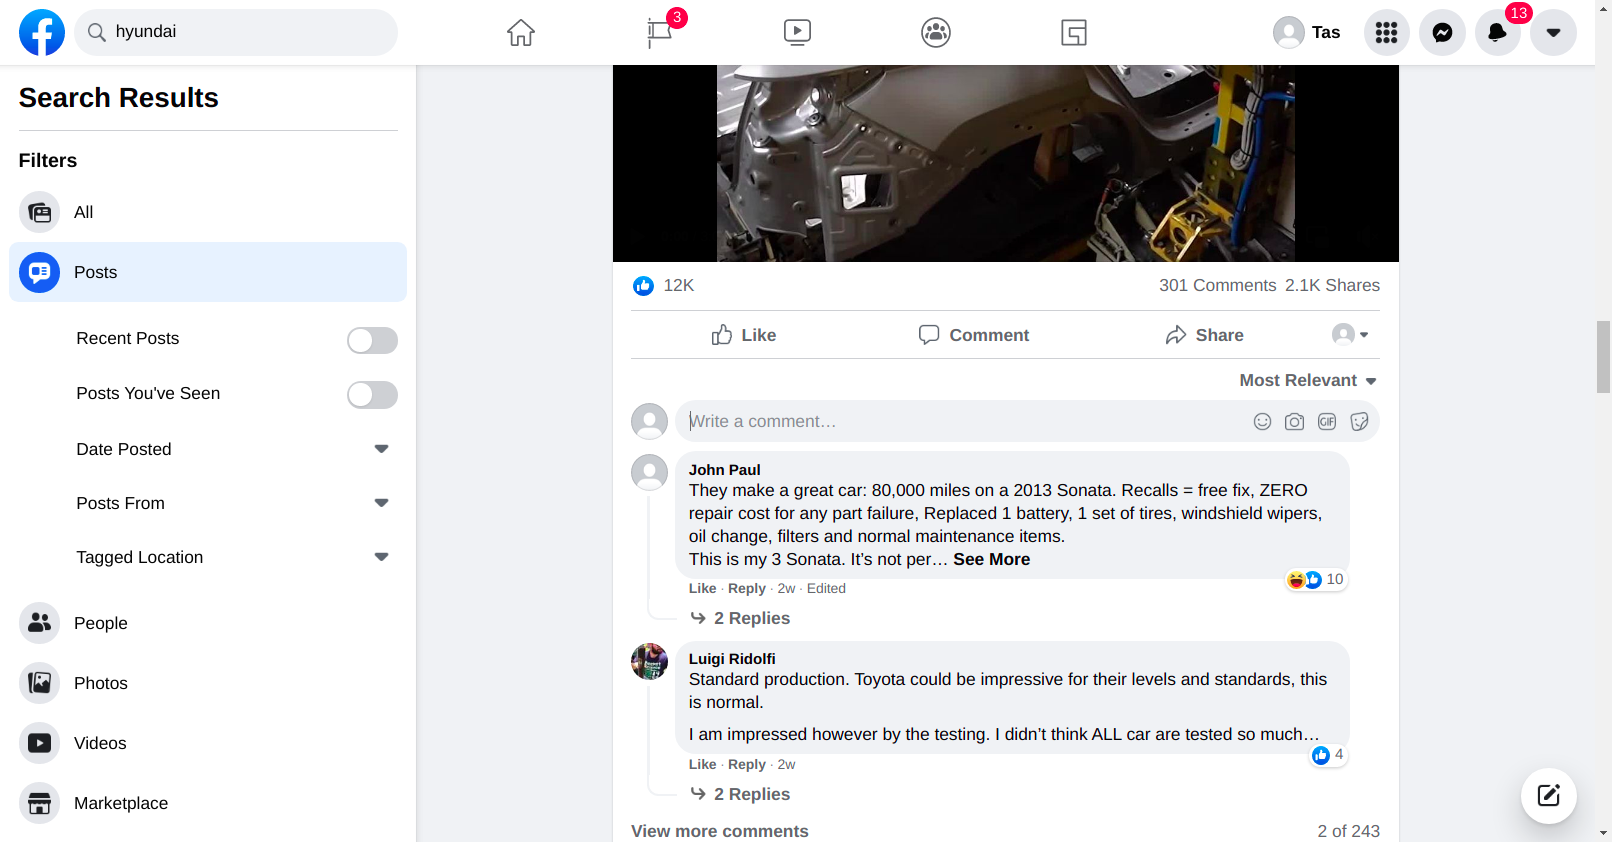 hyundai
3
Tas
13
Search Results
Filters
All
Posts
Recent Posts
Posts You've Seen
Date Posted
Posts From
Tagged Location
People
Photos
Videos
Marketplace
12K
301 Comments 2.1K Shares
Like
Comment
Share
Most Relevant
Write a comment…
GIF
John Paul
They make a great car: 80,000 miles on a 2013 Sonata. Recalls = free fix, ZERO
repair cost for any part failure, Replaced 1 battery, 1 set of tires, windshield wipers,
oil change, filters and normal maintenance items.
This is my 3 Sonata. It’s not per… See More
10
Like · Reply · 2w · Edited
2 Replies
Luigi Ridolfi
Standard production. Toyota could be impressive for their levels and standards, this
is normal.
I am impressed however by the testing. I didn’t think ALL car are tested so much…
4
Like · Reply · 2w
2 Replies
View more comments
2 of 243